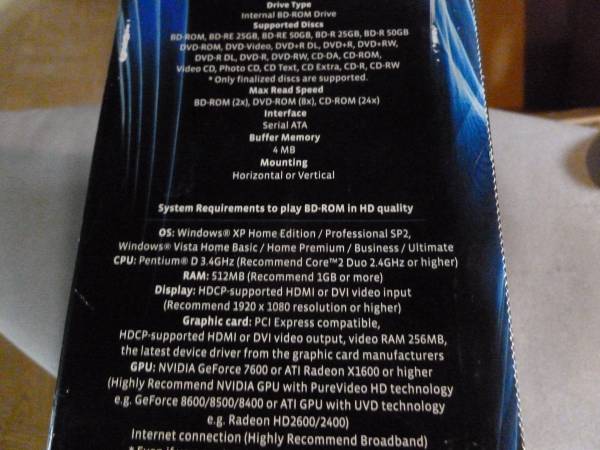 Drive Type
Internal BD-ROM Drive
Supported Discs
BD-ROM, BD-RE 25GB, BD-RE 50GB, BD-R 25GB, BD-R 50GB
DVD-ROM, DVD-Video, DVD+R DL, DVD+R, DVD+RW,
DVD-R DL, DVD-R, DVD-RW, CD-DA, CD-ROM,
Video CD, Photo CD, CD Text, CD Extra, CD-R, CD-RW
* Only finalized discs are supported.
Max Read Speed
BD-ROM (2x), DVD-ROM (8x), CD-ROM (24x)
Interface
Serial ATA
Buffer Memory
4 MB
Mounting
Horizontal or Vertical
System Requirements to play BD-ROM in HD quality
OS: Windows® XP Home Edition / Professional SP2,
Windows® Vista Home Basic / Home Premium / Business / Ultimate
CPU: Pentium® D 3.4GHz (Recommend Core™2 Duo 2.4GHz or higher)
RAM: 512MB (Recommend 1GB or more)
Display: HDCP-supported HDMI or DVI video input
(Recommend 1920 x 1080 resolution or higher)
Graphic card: PCI Express compatible,
HDCP-supported HDMI or DVI video output, video RAM 256MB,
the latest device driver from the graphic card manufacturers
GPU: NVIDIA GeForce 7600 or ATI Radeon X1600 or higher
(Highly Recommend NVIDIA GPU with PureVideo HD technology
e.g. GeForce 8600/8500/8400 or ATI GPU with UVD technology
e.g. Radeon HD2600/2400)
Internet connection (Highly Recommend Broadband)